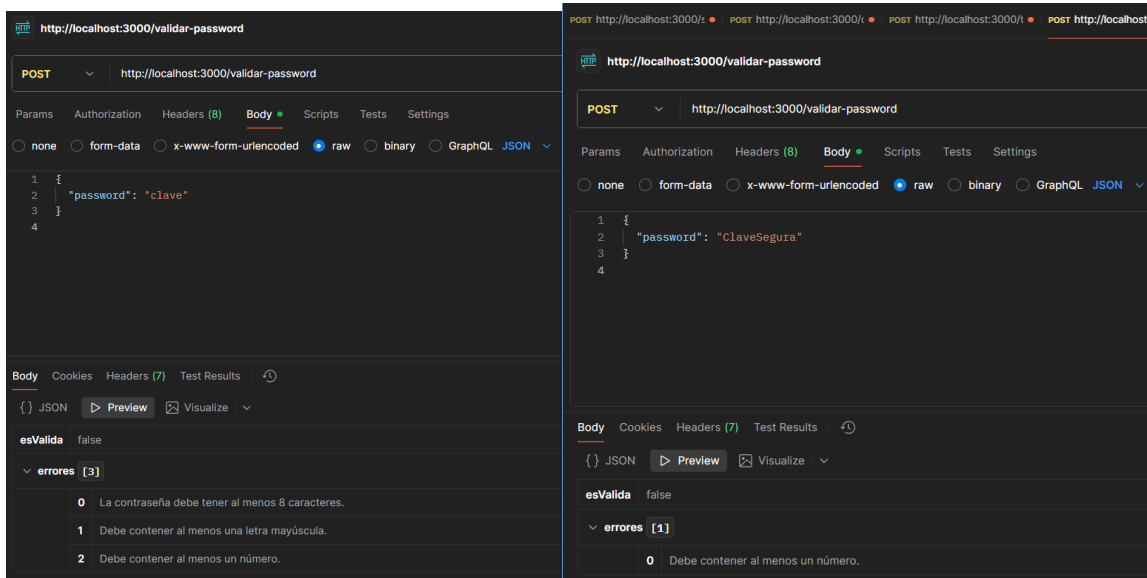 HTTP http://localhost:3000/validar-password
POST http://localhost:3000/validar-password
Params Authorization Headers (8) Body Scripts Tests Settings
none form-data x-www-form-urlencoded raw binary GraphQL JSON
1 {
2 "password": "clave"
3 }
4
Body Cookies Headers (7) Test Results
{} JSON Preview Visualize
esValida false
errores [3]
0 La contraseña debe tener al menos 8 caracteres.
1 Debe contener al menos una letra mayúscula.
2 Debe contener al menos un número.
POST http://localhost:3000/s POST http://localhost:3000/c POST http://localhost:3000/t POST http://localhost
HTTP http://localhost:3000/validar-password
POST http://localhost:3000/validar-password
Params Authorization Headers (8) Body Scripts Tests Settings
none form-data x-www-form-urlencoded raw binary GraphQL JSON
1 {
2 "password": "ClaveSegura"
3 }
4
Body Cookies Headers (7) Test Results
{} JSON Preview Visualize
esValida false
errores [1]
0 Debe contener al menos un número.